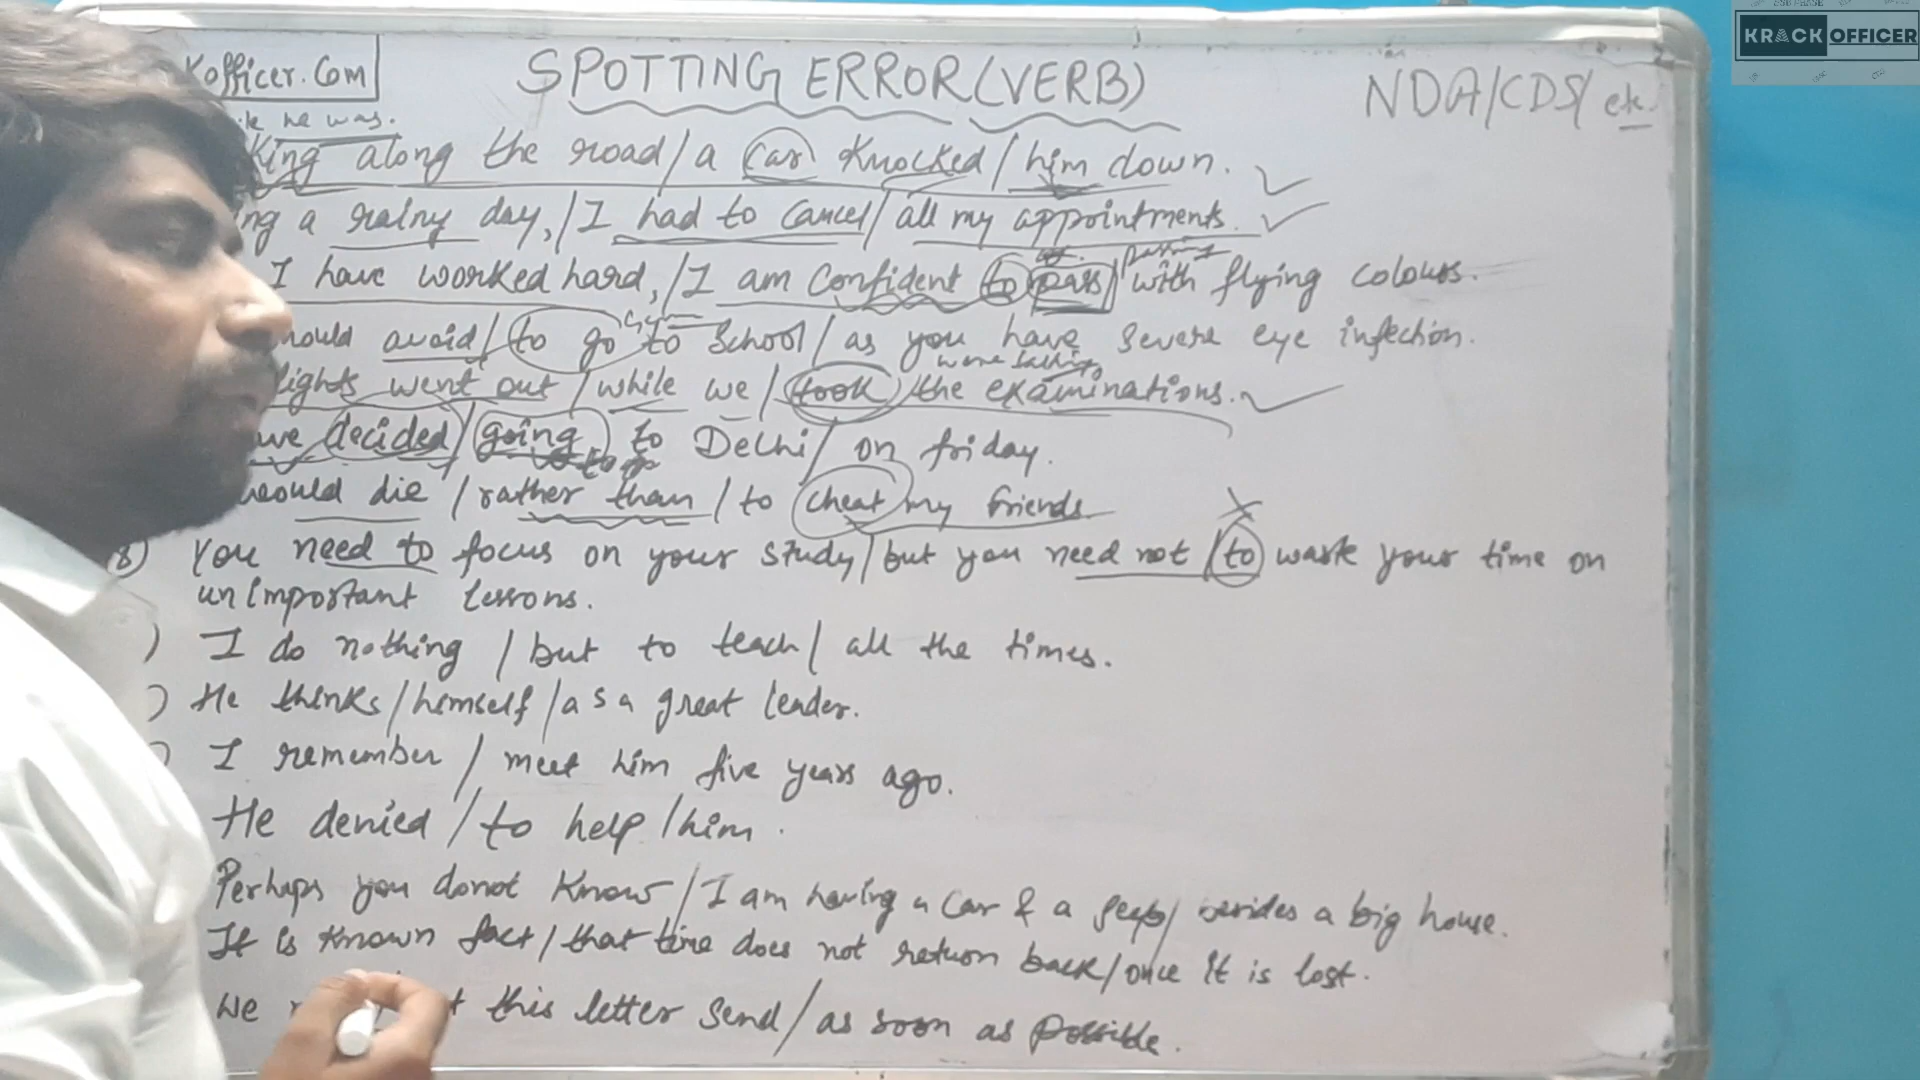 KRACK OFFICER
Kofficer.Com
SPOTTING ERROR (VERB)
NDA/CDS/ etc.
he was.
king along the road / a car knocked / him down.
ng a rainy day, / I had to cancel / all my appointments.
passing
I have worked hard, / I am confident to pass / with flying colours.
going
hould avoid / to go to school / as you have severe eye infection.
were taking
lights went out / while we / took / the examinations.
ve decided / going to Delhi / on friday.
to go
would die / rather than / to cheat my friends
8) You need to focus on your study / but you need not / to waste your time on
unimportant lessons.
) I do nothing / but to teach / all the times.
) He thinks / himself / as a great leader.
) I remember / meet him five years ago.
He denied / to help / him.
Perhaps you donot know / I am having a car & a jeep / besides a big house.
It is known fact / that time does not return back / once it is lost.
We this letter send / as soon as possible.